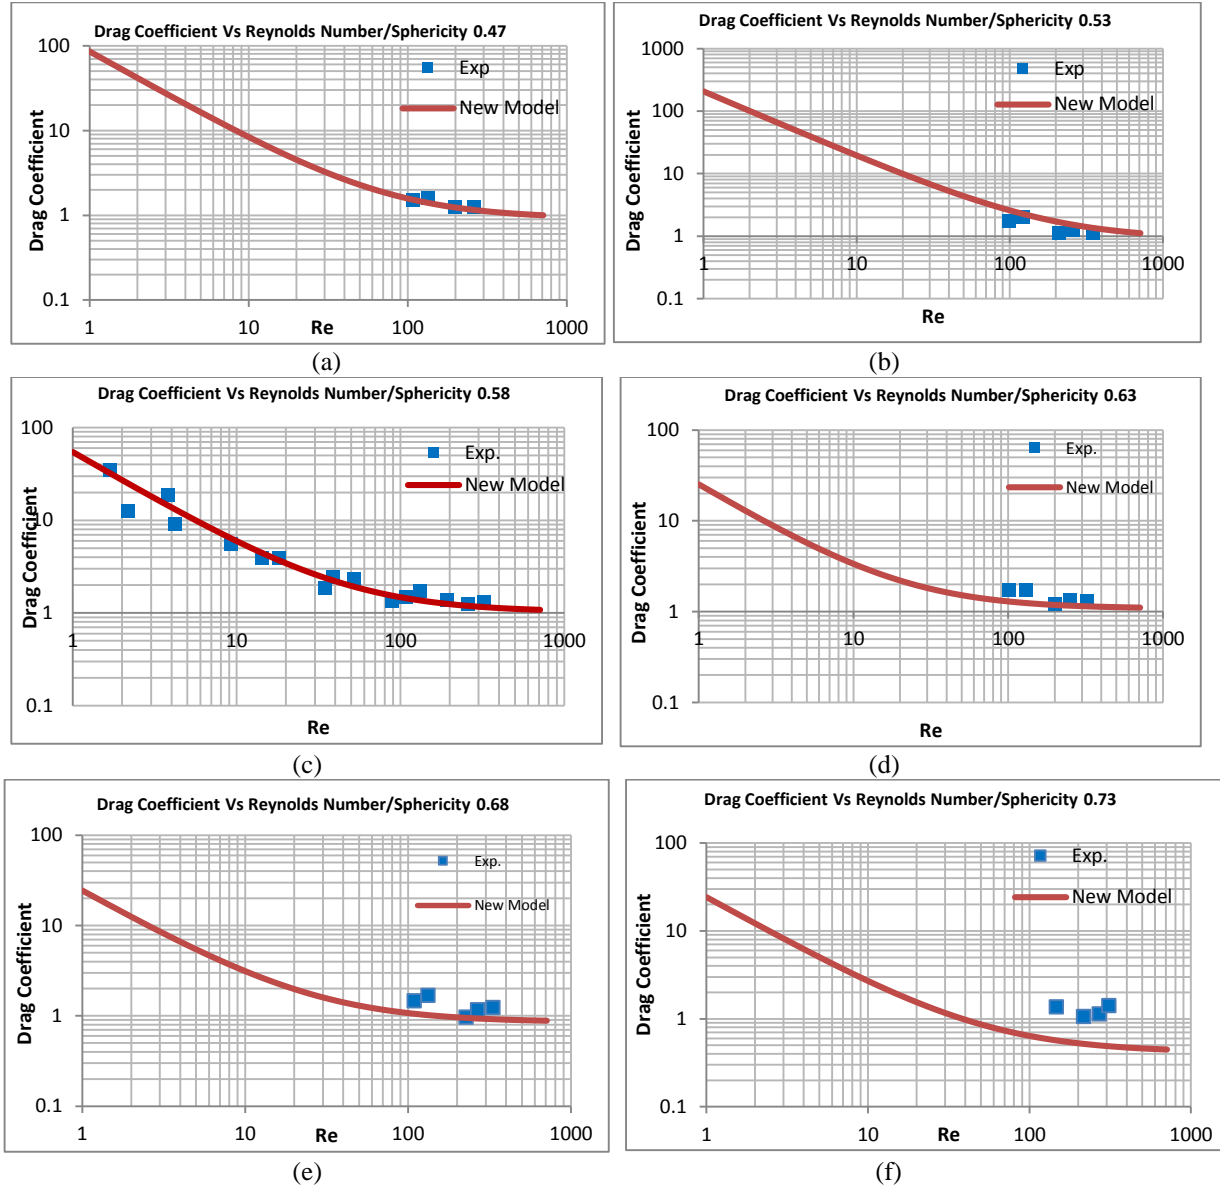 Drag Coefficient Vs Reynolds Number/Sphericity 0.47
100
10
1
0.1
Drag Coefficient
Exp
New Model
1 10 100 1000
Re
(a)
Drag Coefficient Vs Reynolds Number/Sphericity 0.53
1000
100
10
1
0.1
Drag Coefficient
Exp
New Model
1 10 100 1000
Re
(b)
Drag Coefficient Vs Reynolds Number/Sphericity 0.58
100
10
1
0.1
Drag Coefficient
Exp.
New Model
1 10 100 1000
Re
(c)
Drag Coefficient Vs Reynolds Number/Sphericity 0.63
100
10
1
0.1
Drag Coefficient
Exp.
New Model
1 10 100 1000
Re
(d)
Drag Coefficient Vs Reynolds Number/Sphericity 0.68
100
10
1
0.1
Drag Coefficient
Exp.
New Model
1 10 Re 100 1000
(e)
Drag Coefficient Vs Reynolds Number/Sphericity 0.73
100
10
1
0.1
Drag Coefficient
Exp.
New Model
1 10 Re 100 1000
(f)